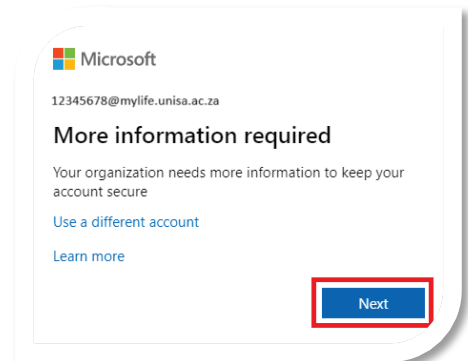 Microsoft
12345678@mylife.unisa.ac.za
More information required
Your organization needs more information to keep your
account secure
Use a different account
Learn more
Next